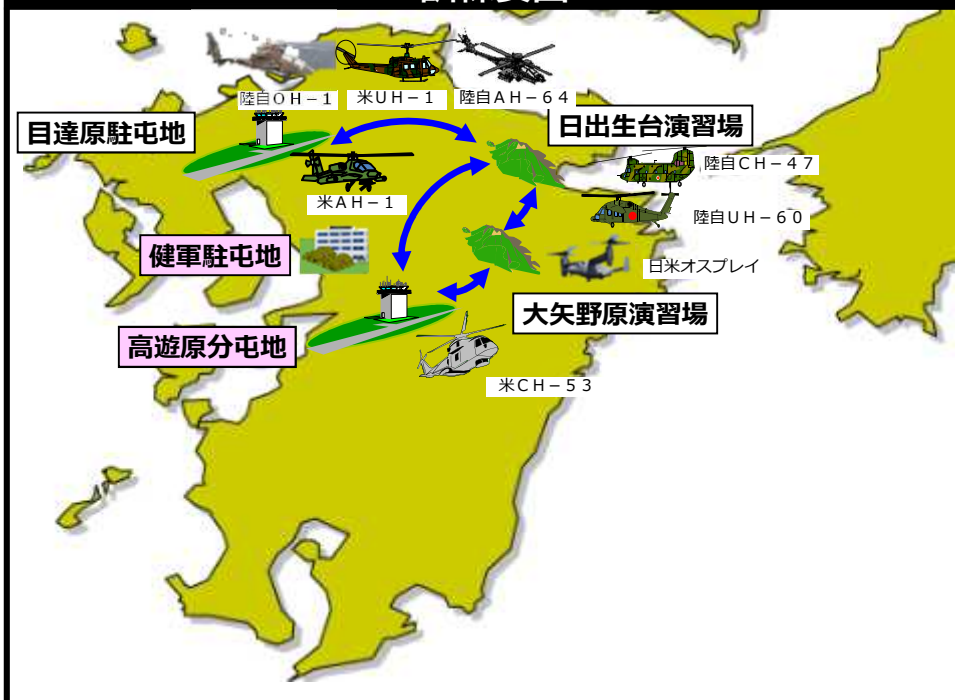 陸自OH－1
米UH－1
陸自AH－64
目達原駐屯地
日出生台演習場
陸自CH－47
米AH－1
陸自UH－60
健軍駐屯地
日米オスプレイ
大矢野原演習場
高遊原分屯地
米CH－53